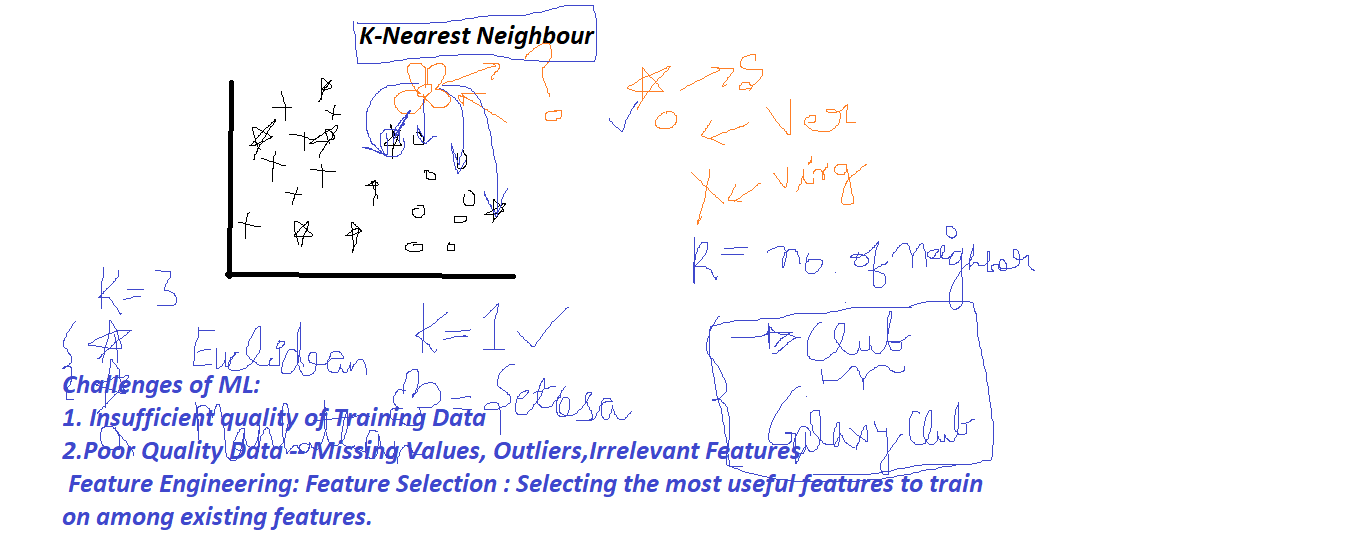 K-Nearest Neighbour
?
S
Ver
Virg
K = no. of Neighbor
K=3
K=1
Euclidean
Club
= Setosa
Galaxy Club
Challenges of ML:
1. Insufficient quality of Training Data
2.Poor Quality Data -- Missing Values, Outliers,Irrelevant Features
Feature Engineering: Feature Selection : Selecting the most useful features to train
on among existing features.